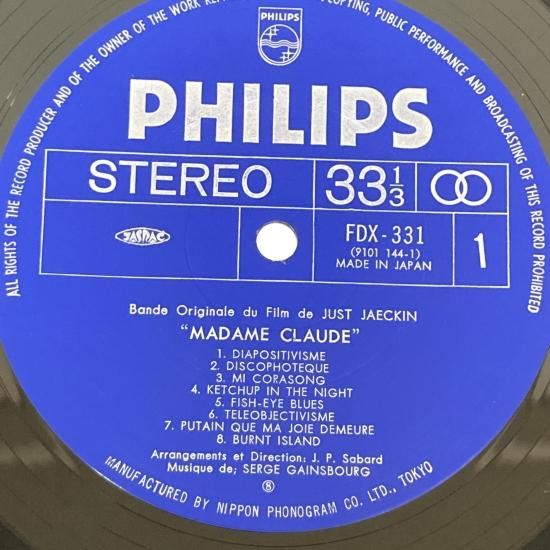 ALL RIGHTS OF THE RECORD PRODUCER AND OF THE OWNER OF THE WORK COPYING, PUBLIC PERFORMANCE AND BROADCASTING OF THIS RECORD PROHIBITED
PHILIPS
PHILIPS
STEREO
33 1/3
JASRAC
FDX-331
(9101 144-1)
MADE IN JAPAN
1
Bande Originale du Film de JUST JAECKIN
"MADAME CLAUDE"
1. DIAPOSITIVISME
2. DISCOPHOTEQUE
3. MI CORASONG
4. KETCHUP IN THE NIGHT
5. FISH-EYE BLUES
6. TELEOBJECTIVISME
7. PUTAIN QUE MA JOIE DEMEURE
8. BURNT ISLAND
Arrangements et Direction: J. P. Sabard
Musique de; SERGE GAINSBOURG
⑧
MANUFACTURED BY NIPPON PHONOGRAM CO. LTD., TOKYO